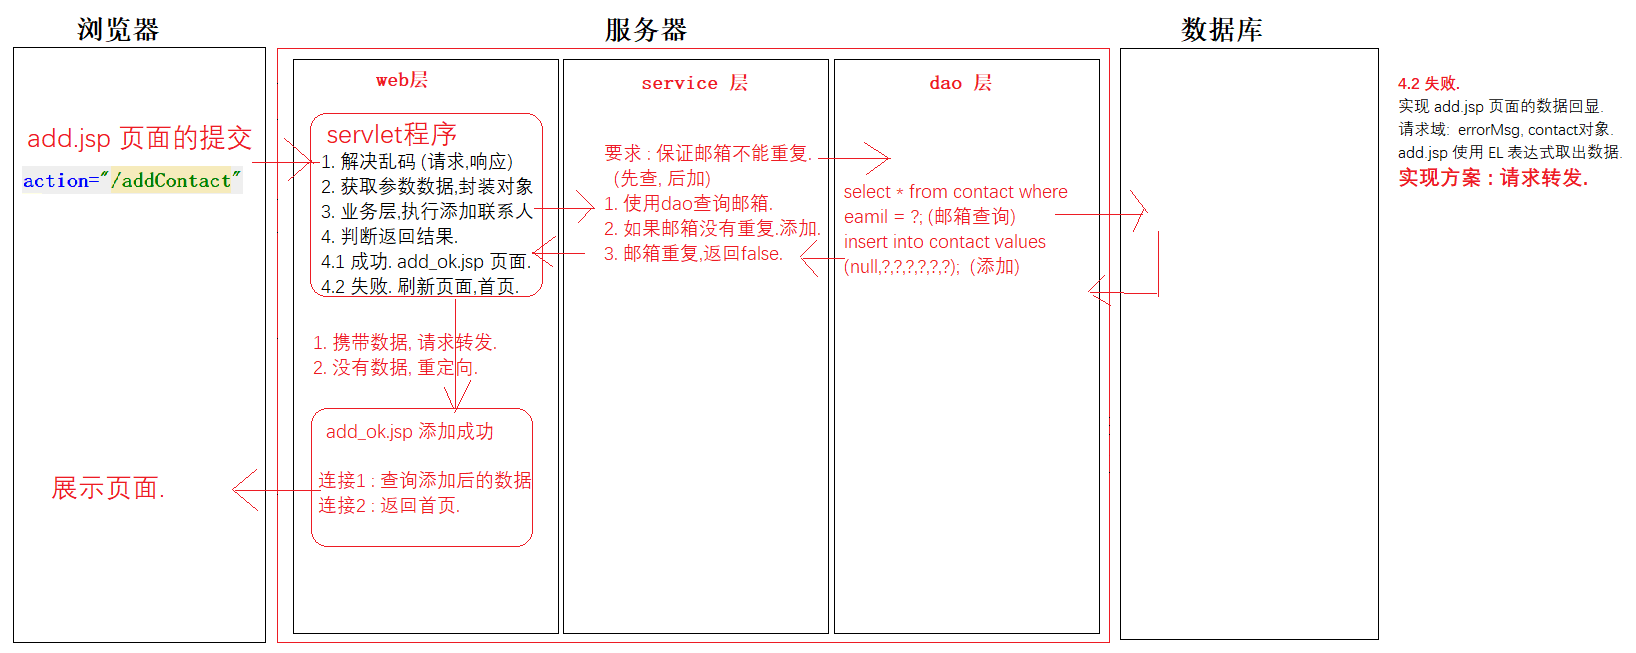 浏览器
服务器
数据库
add.jsp 页面的提交
action="/addContact"
展示页面.
web层
servlet程序
1. 解决乱码 (请求,响应)
2. 获取参数数据,封装对象
3. 业务层,执行添加联系人
4. 判断返回结果.
4.1 成功. add_ok.jsp 页面.
4.2 失败. 刷新页面,首页.
1. 携带数据, 请求转发.
2. 没有数据, 重定向.
add_ok.jsp 添加成功
连接1 : 查询添加后的数据
连接2 : 返回首页.
service 层
要求 : 保证邮箱不能重复.
(先查, 后加)
1. 使用dao查询邮箱.
2. 如果邮箱没有重复.添加.
3. 邮箱重复,返回false.
dao 层
select * from contact where
eamil = ?; (邮箱查询)
insert into contact values
(null,?,?,?,?,?,?); (添加)
4.2 失败.
实现 add.jsp 页面的数据回显.
请求域: errorMsg, contact对象.
add.jsp 使用 EL 表达式取出数据.
实现方案 : 请求转发.